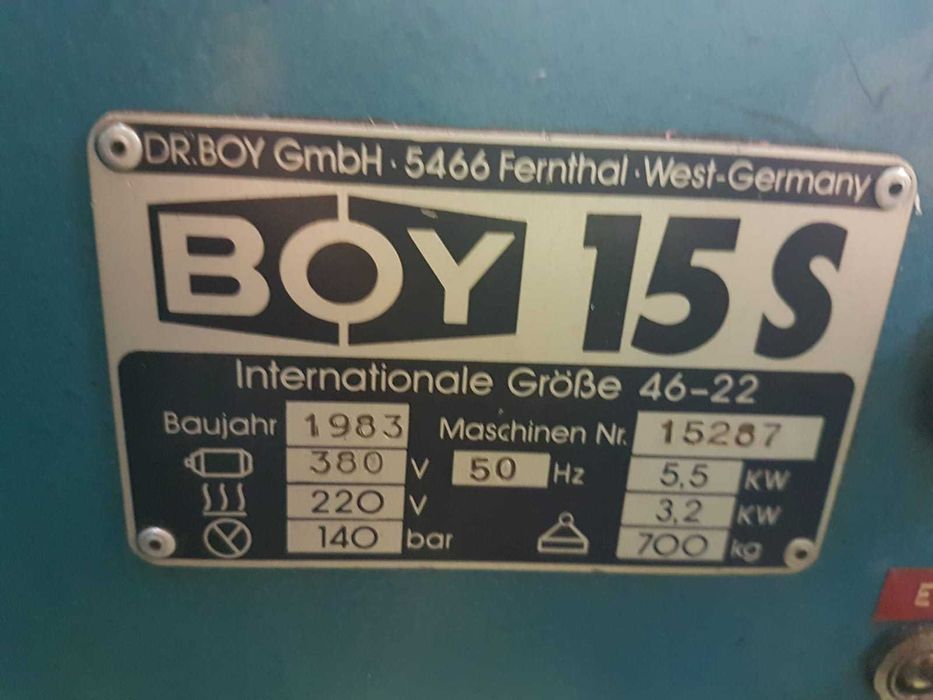 DR.BOY GmbH · 5466 Fernthal · West-Germany
BOY 15 S
Internationale Größe 46-22
Baujahr 1983 Maschinen Nr. 15287
380 V 50 Hz 5,5 KW
220 V 3,2 KW
140 bar 700 kg